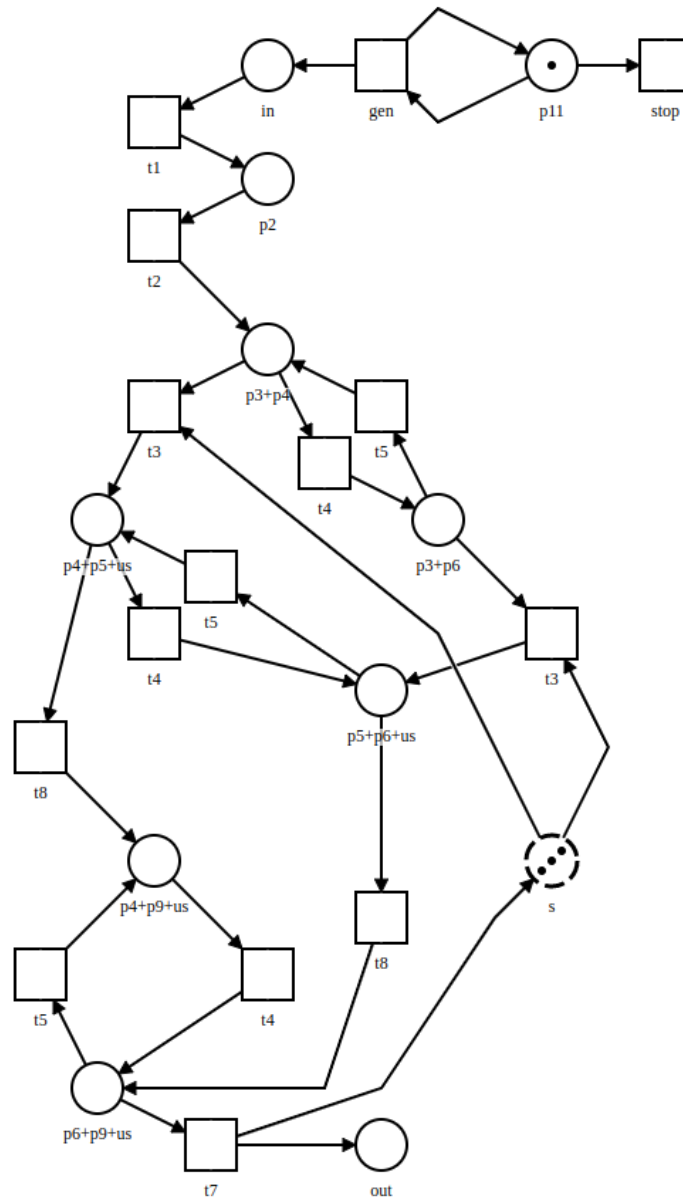 in
gen
p11
stop
t1
p2
t2
p3+p4
t3
t5
t4
p3+p6
p4+p5+us
t5
t4
t3
p5+p6+us
t8
p4+p9+us
s
t8
t5
t4
p6+p9+us
t7
out